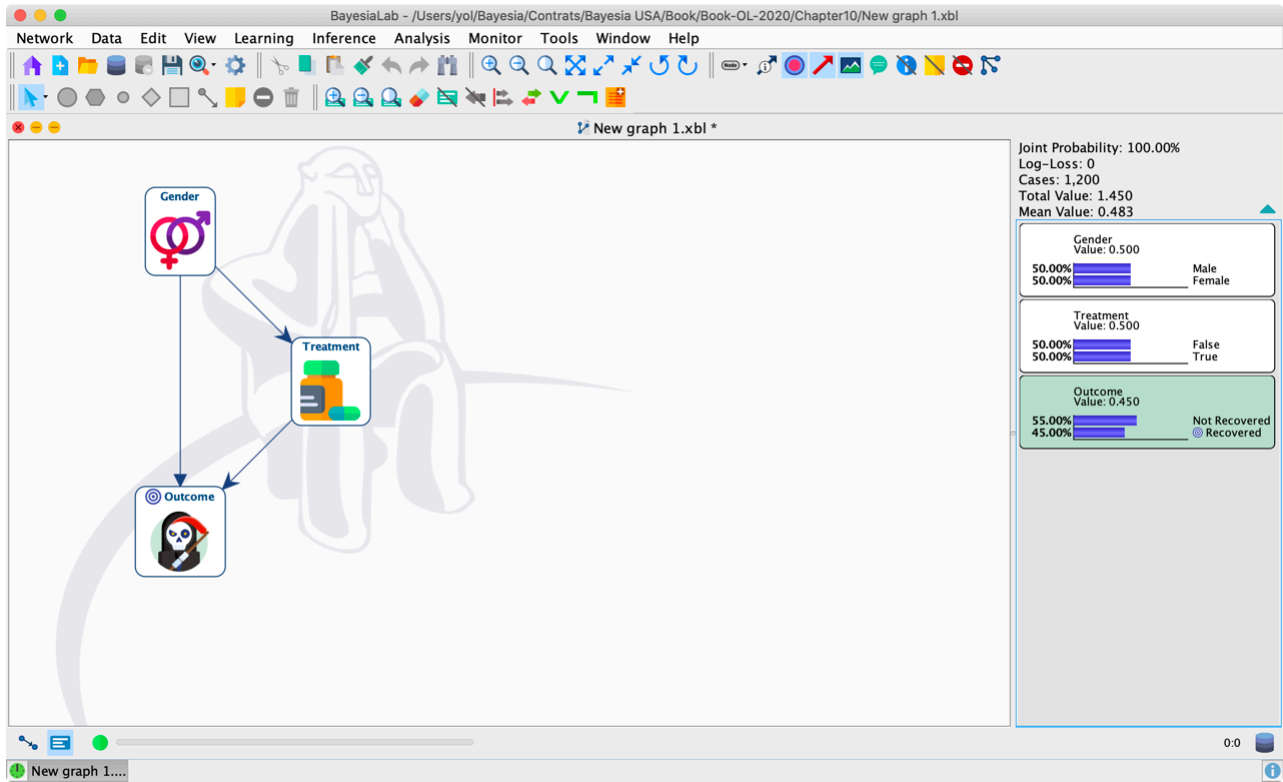 BayesiaLab - /Users/yol/Bayesia/Contrats/Bayesia USA/Book/Book-OL-2020/Chapter10/New graph 1.xbl
Network Data Edit View Learning Inference Analysis Monitor Tools Window Help
New graph 1.xbl *
Joint Probability: 100.00%
Log-Loss: 0
Cases: 1,200
Total Value: 1.450
Mean Value: 0.483
Gender
Treatment
Outcome
Gender
Value: 0.500
50.00% Male
50.00% Female
Treatment
Value: 0.500
50.00% False
50.00% True
Outcome
Value: 0.450
55.00% Not Recovered
45.00% Recovered
0:0
New graph 1....